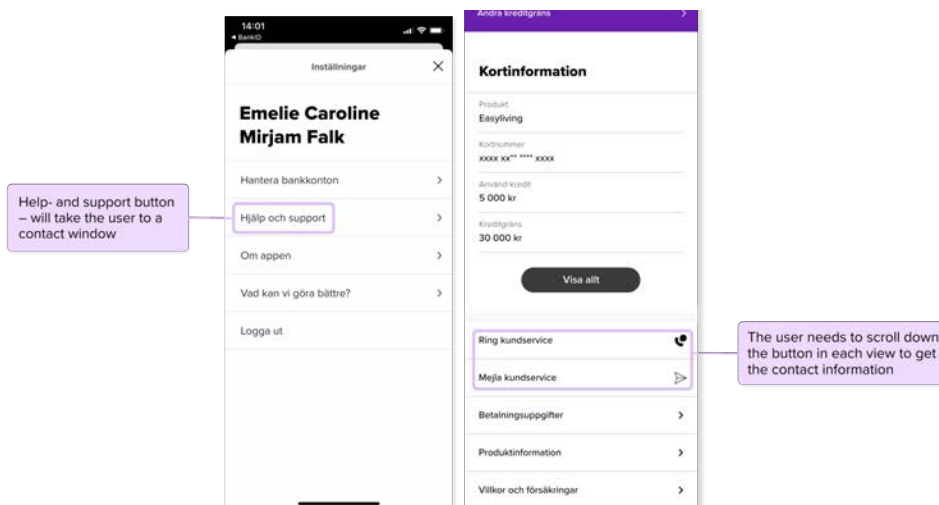 14:01
◀ BankID
Inställningar
Emelie Caroline
Mirjam Falk
Hantera bankkonton
Hjälp och support
Om appen
Vad kan vi göra bättre?
Logga ut
Help- and support button
– will take the user to a
contact window
Ändra kreditgräns
Kortinformation
Produkt
Easyliving
Kortnummer
xxxx xx** **** xxxx
Använd kredit
5 000 kr
Kreditgräns
30 000 kr
Visa allt
Ring kundservice
Mejla kundservice
Betalningsuppgifter
Produktinformation
Villkor och försäkringar
The user needs to scroll down
the button in each view to get
the contact information